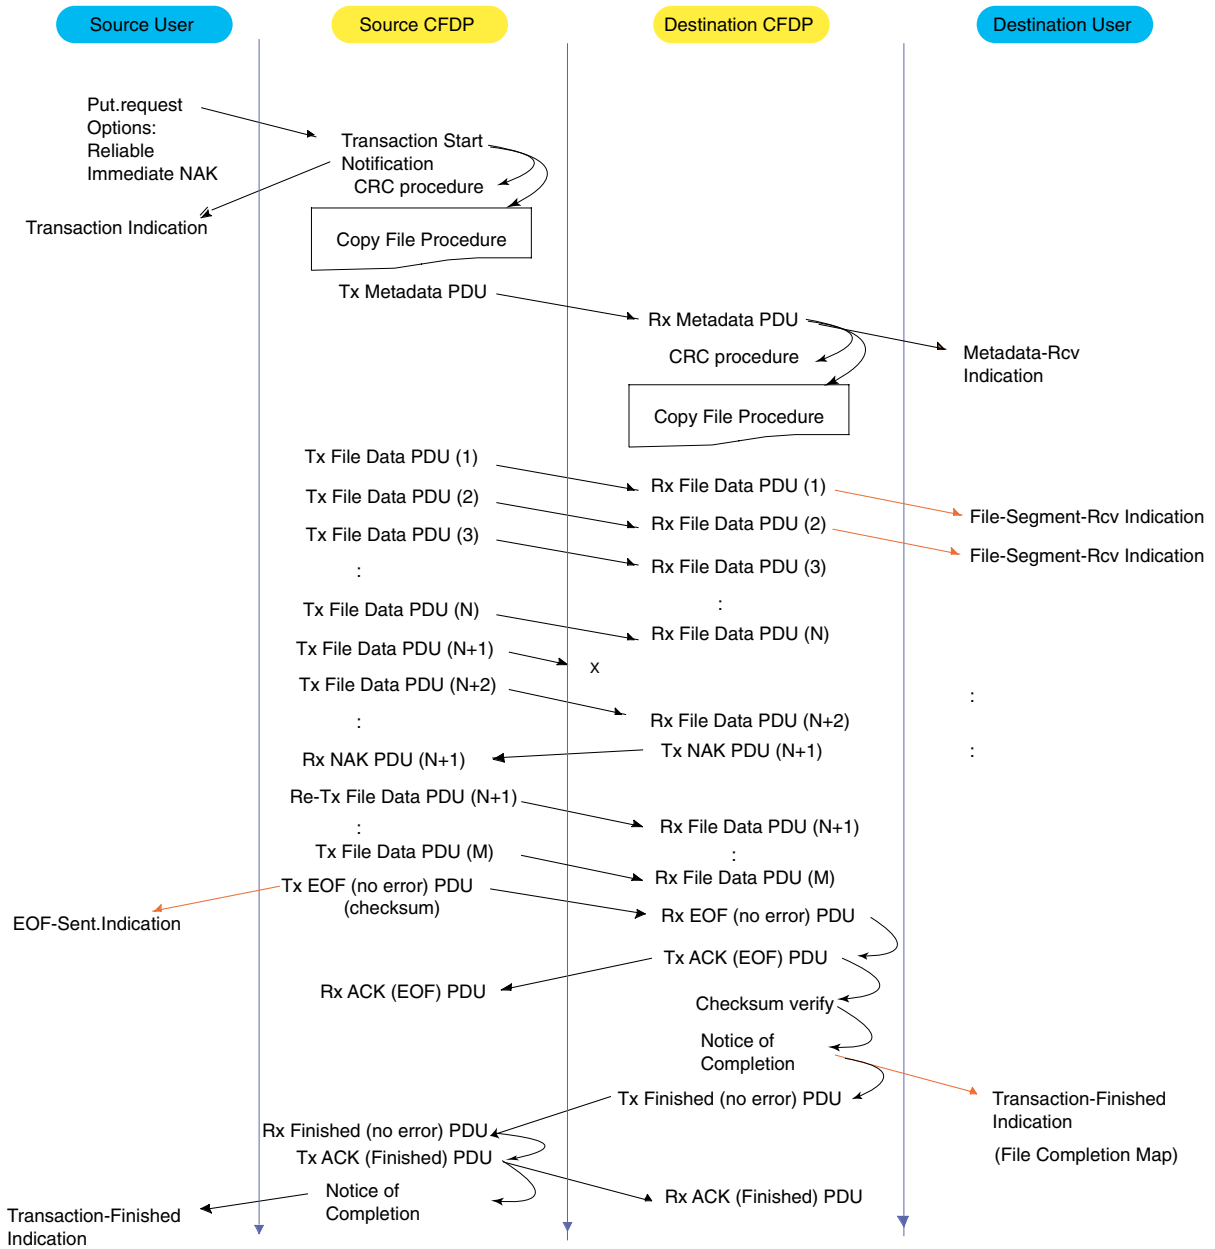 Source User
Source CFDP
Destination CFDP
Destination User
Put.request
Options:
Reliable
Immediate NAK
Transaction Start
Notification
CRC procedure
Transaction Indication
Copy File Procedure
Tx Metadata PDU
Rx Metadata PDU
CRC procedure
Metadata-Rcv
Indication
Copy File Procedure
Tx File Data PDU (1)
Rx File Data PDU (1)
Tx File Data PDU (2)
File-Segment-Rcv Indication
Rx File Data PDU (2)
Tx File Data PDU (3)
File-Segment-Rcv Indication
Rx File Data PDU (3)
:
:
Tx File Data PDU (N)
Rx File Data PDU (N)
Tx File Data PDU (N+1)
x
Tx File Data PDU (N+2)
:
:
Rx File Data PDU (N+2)
Tx NAK PDU (N+1)
:
Rx NAK PDU (N+1)
Re-Tx File Data PDU (N+1)
:
Rx File Data PDU (N+1)
:
Tx File Data PDU (M)
Rx File Data PDU (M)
Tx EOF (no error) PDU
(checksum)
EOF-Sent.Indication
Rx EOF (no error) PDU
Tx ACK (EOF) PDU
Rx ACK (EOF) PDU
Checksum verify
Notice of
Completion
Tx Finished (no error) PDU
Transaction-Finished
Indication
(File Completion Map)
Rx Finished (no error) PDU
Tx ACK (Finished) PDU
Notice of
Completion
Rx ACK (Finished) PDU
Transaction-Finished
Indication